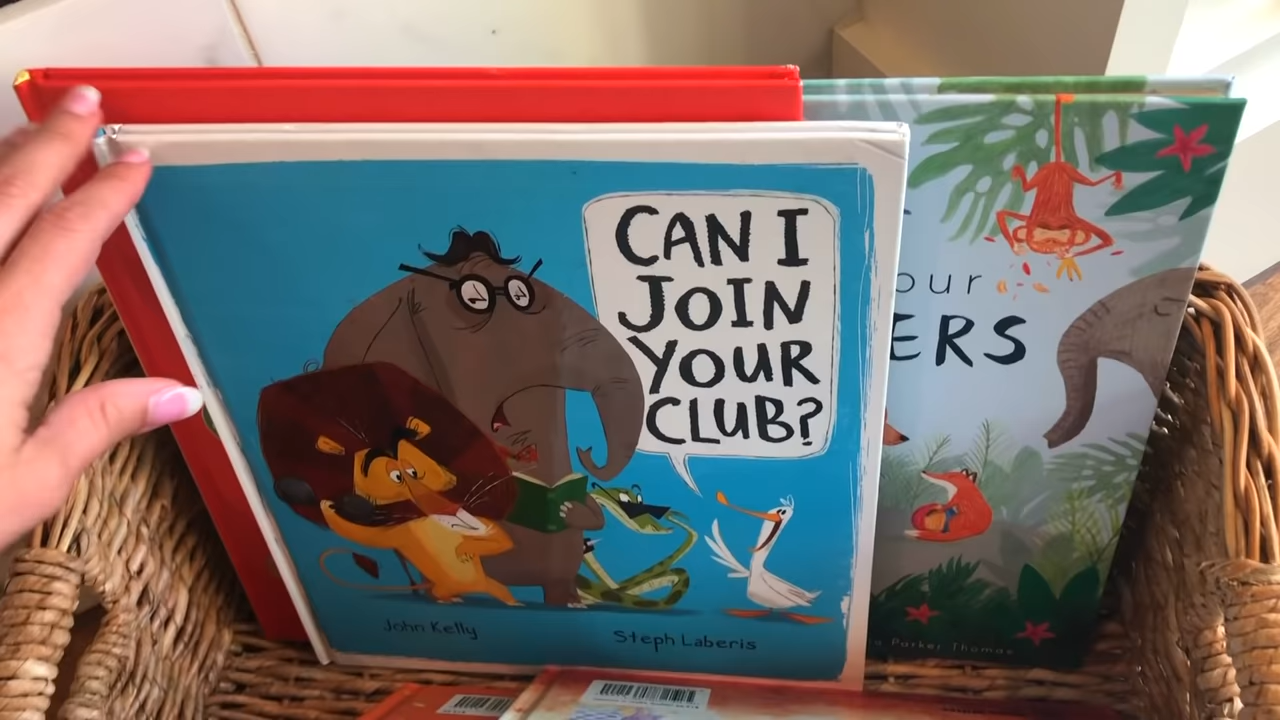 CAN I
JOIN
YOUR
CLUB?
John Kelly
Steph Laberis
our
ERS
Parker Thomas